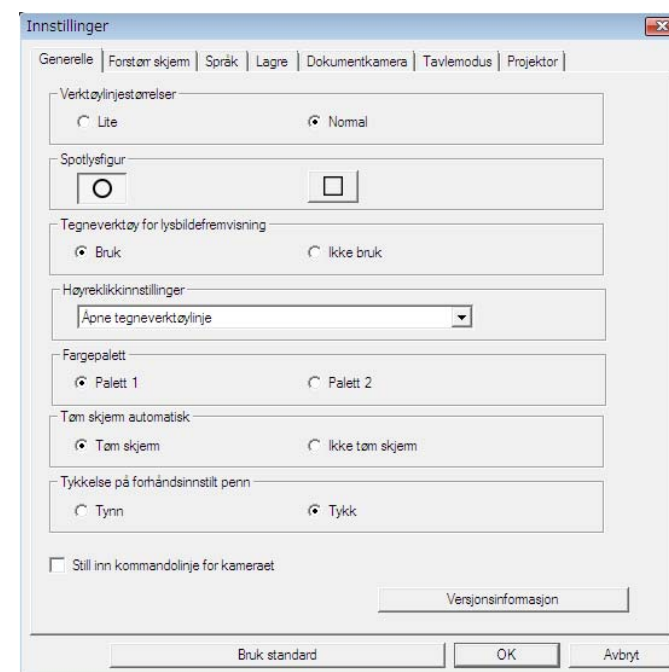 Innstillinger
Generelle Forstørr skjerm Språk Lagre Dokumentkamera Tavlemodus Projektor
Verktøylinjestørrelser
Lite Normal
Spotlysfigur
Tegneverktøy for lysbildefremvisning
Bruk Ikke bruk
Høyreklikkinnstillinger
Åpne tegneverktøylinje
Fargepalett
Palett 1 Palett 2
Tøm skjerm automatisk
Tøm skjerm Ikke tøm skjerm
Tykkelse på forhåndsinnstilt penn
Tynn Tykk
Still inn kommandolinje for kameraet
Versjonsinformasjon
Bruk standard OK Avbryt